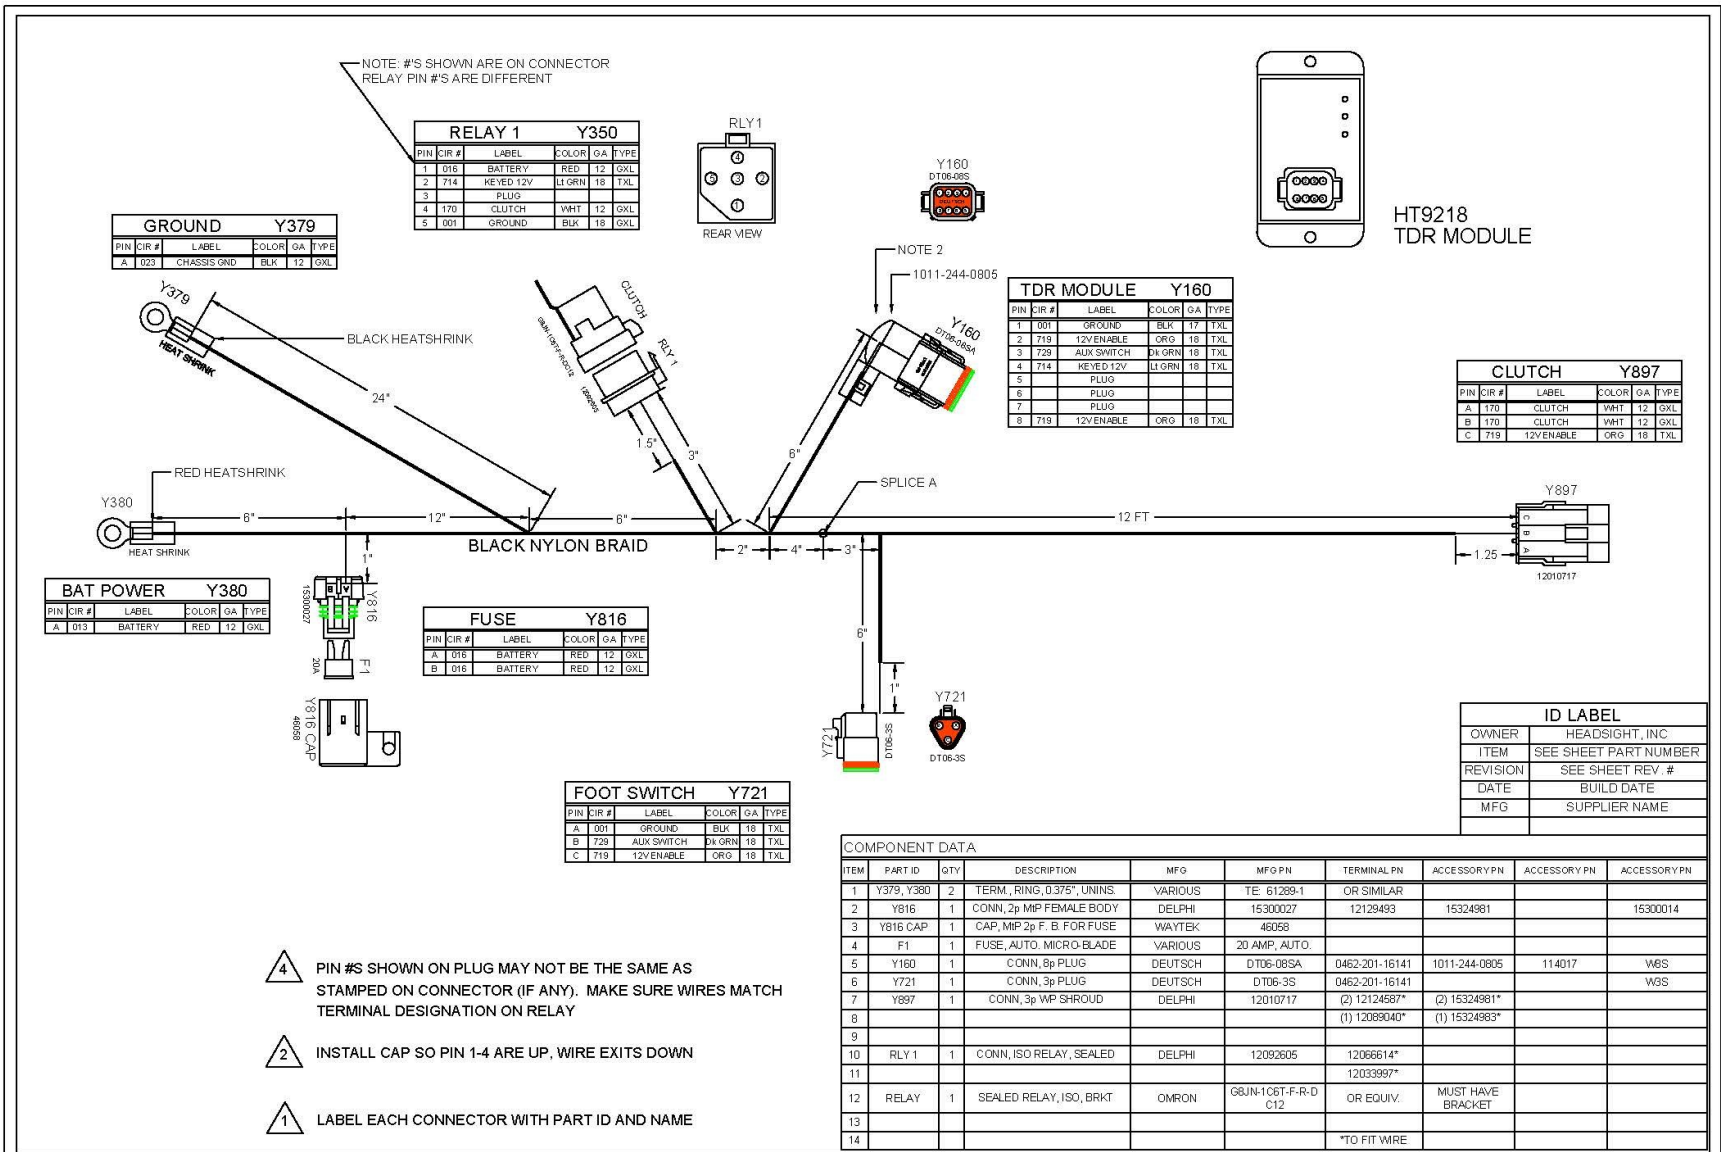 NOTE: #'S SHOWN ARE ON CONNECTOR
RELAY PIN #'S ARE DIFFERENT
RELAY 1 Y350
PIN CIR # LABEL COLOR GA TYPE
1 016 BATTERY RED 12 GXL
2 714 KEYED 12V Lt GRN 18 TXL
3 PLUG
4 170 CLUTCH WHT 12 GXL
5 001 GROUND BLK 18 GXL
RLY1
4
5 3 2
1
REAR VIEW
Y160
DT06-08S
HT9218
TDR MODULE
GROUND Y379
PIN CIR # LABEL COLOR GA TYPE
A 023 CHASSIS GND BLK 12 GXL
NOTE 2
1011-244-0805
Y379
HEAT SHRINK
BLACK HEATSHRINK
24"
CLUTCH
G8JN-1C6T-F-R-DC12
RLY 1
12092605
1.5"
3"
Y160
DT06-08SA
6"
TDR MODULE Y160
PIN CIR # LABEL COLOR GA TYPE
1 001 GROUND BLK 17 TXL
2 719 12V ENABLE ORG 18 TXL
3 729 AUX SWITCH Dk GRN 18 TXL
4 714 KEYED 12V Lt GRN 18 TXL
5 PLUG
6 PLUG
7 PLUG
8 719 12V ENABLE ORG 18 TXL
CLUTCH Y897
PIN CIR # LABEL COLOR GA TYPE
A 170 CLUTCH WHT 12 GXL
B 170 CLUTCH WHT 12 GXL
C 719 12V ENABLE ORG 18 TXL
RED HEATSHRINK
Y380
HEAT SHRINK
6" 12" 6"
BLACK NYLON BRAID
SPLICE A
2" 4" 3"
12 FT
Y897
C
B
A
1.25
12010717
1"
BAT POWER Y380
PIN CIR # LABEL COLOR GA TYPE
A 013 BATTERY RED 12 GXL
B A
15300027
Y816
20A
F1
Y816 CAP
46058
FUSE Y816
PIN CIR # LABEL COLOR GA TYPE
A 016 BATTERY RED 12 GXL
B 016 BATTERY RED 12 GXL
6"
1"
Y721
DT06-3S
Y721
DT06-3S
FOOT SWITCH Y721
PIN CIR # LABEL COLOR GA TYPE
A 001 GROUND BLK 18 TXL
B 729 AUX SWITCH Dk GRN 18 TXL
C 719 12V ENABLE ORG 18 TXL
ID LABEL
OWNER HEADSIGHT, INC
ITEM SEE SHEET PART NUMBER
REVISION SEE SHEET REV. #
DATE BUILD DATE
MFG SUPPLIER NAME
COMPONENT DATA
ITEM PART ID QTY DESCRIPTION MFG MFG PN TERMINAL PN ACCESSORY PN ACCESSORY PN ACCESSORY PN
1 Y379, Y380 2 TERM., RING, 0.375", UNINS. VARIOUS TE: 61289-1 OR SIMILAR
2 Y816 1 CONN, 2p MtP FEMALE BODY DELPHI 15300027 12129493 15324981 15300014
3 Y816 CAP 1 CAP, MtP 2p F. B. FOR FUSE WAYTEK 46058
4 F1 1 FUSE, AUTO. MICRO-BLADE VARIOUS 20 AMP, AUTO.
5 Y160 1 CONN, 8p PLUG DEUTSCH DT06-08SA 0462-201-16141 1011-244-0805 114017 W8S
6 Y721 1 CONN, 3p PLUG DEUTSCH DT06-3S 0462-201-16141 W3S
7 Y897 1 CONN, 3p WP SHROUD DELPHI 12010717 (2) 12124587* (2) 15324981*
8 (1) 12089040* (1) 15324983*
9
10 RLY 1 1 CONN, ISO RELAY, SEALED DELPHI 12092605 12066614*
11 12033997*
12 RELAY 1 SEALED RELAY, ISO, BRKT OMRON G8JN-1C6T-F-R-D C12 OR EQUIV. MUST HAVE BRACKET
13
14 *TO FIT WIRE
4 PIN #S SHOWN ON PLUG MAY NOT BE THE SAME AS
STAMPED ON CONNECTOR (IF ANY). MAKE SURE WIRES MATCH
TERMINAL DESIGNATION ON RELAY
2 INSTALL CAP SO PIN 1-4 ARE UP, WIRE EXITS DOWN
1 LABEL EACH CONNECTOR WITH PART ID AND NAME